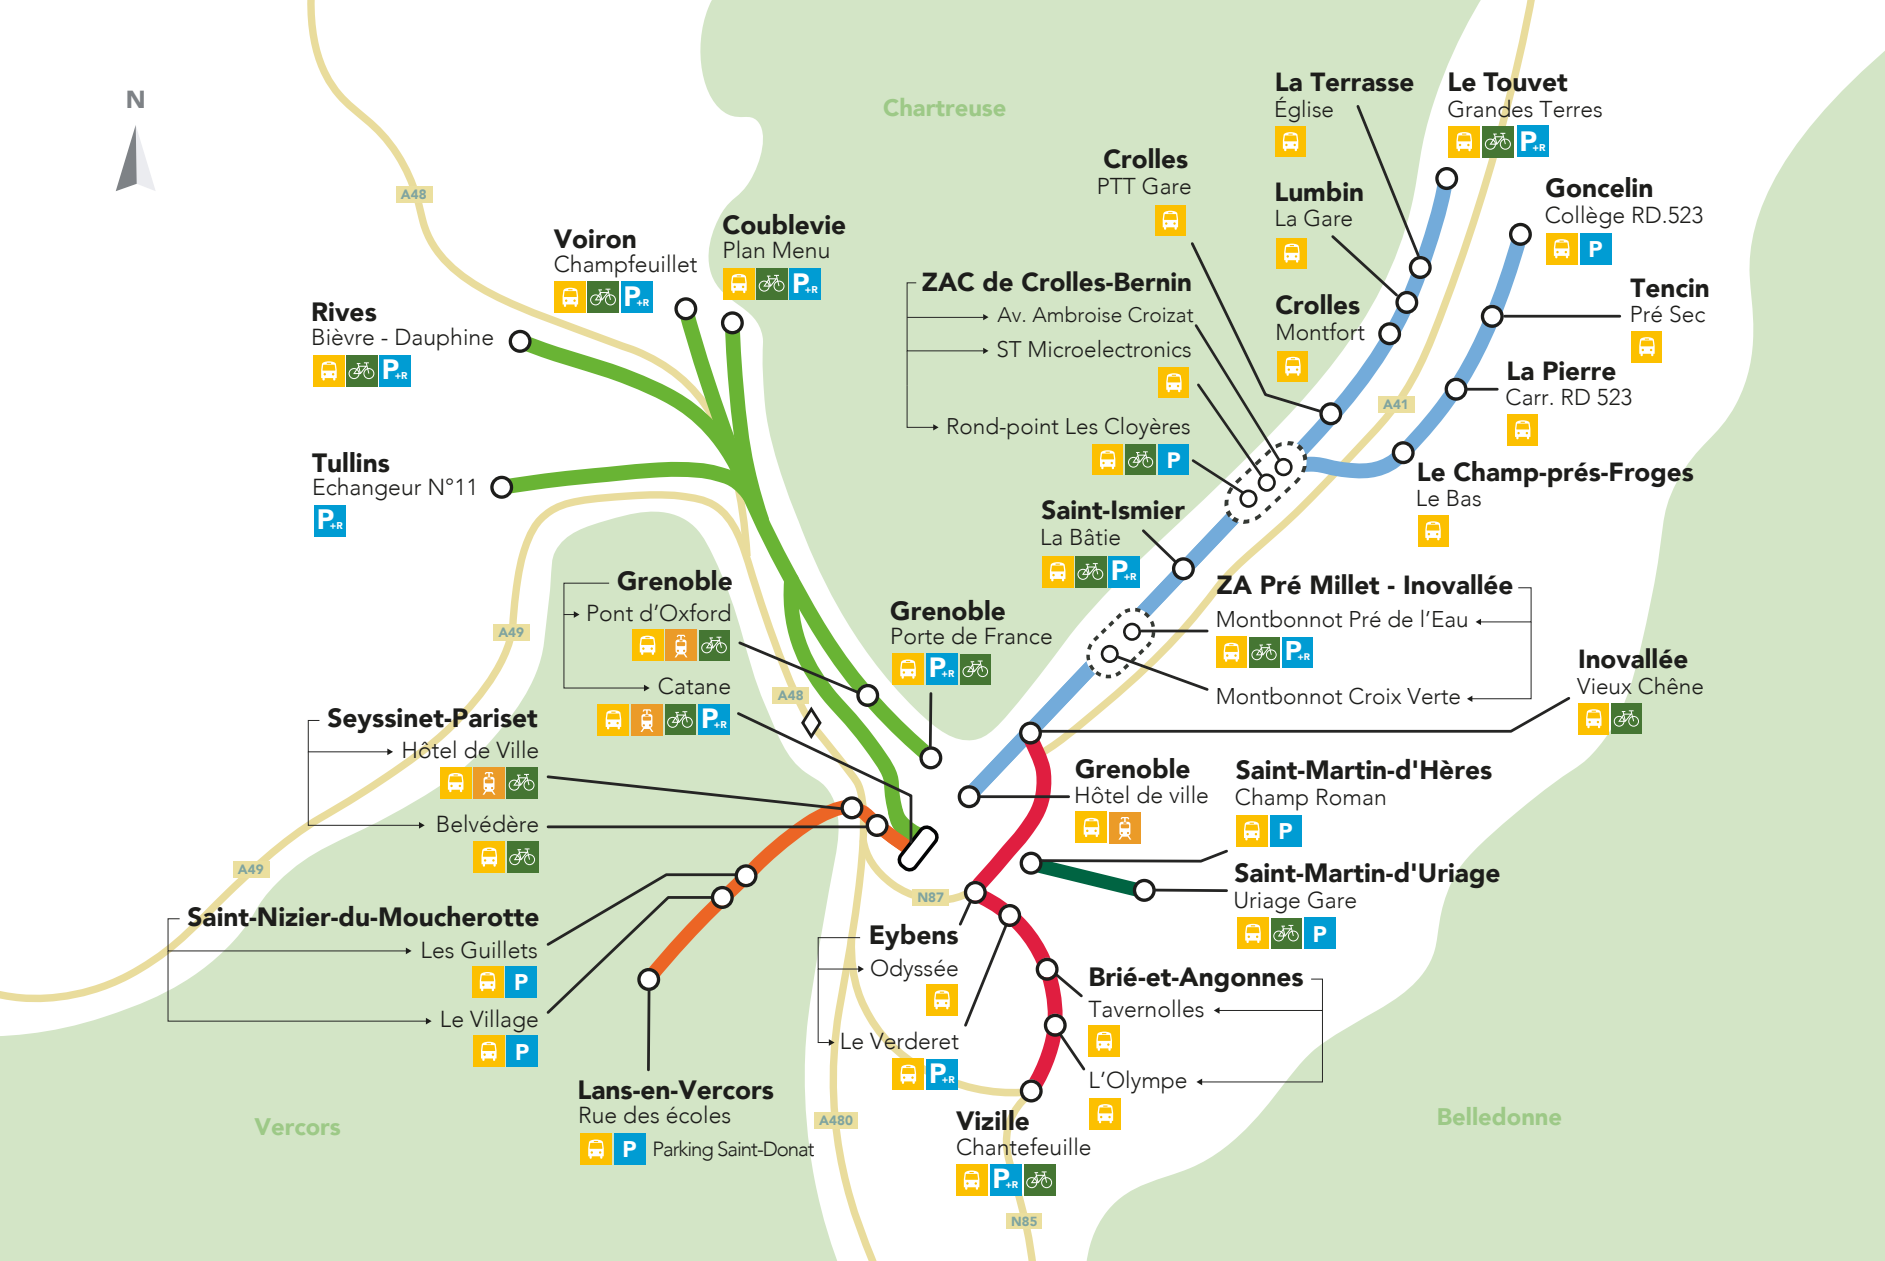 N
Chartreuse
A48
La Terrasse
Église
Le Touvet
Grandes Terres
P+R
Crolles
PTT Gare
Lumbin
La Gare
Goncelin
Collège RD.523
P
Voiron
Champfeuillet
P+R
Coublevie
Plan Menu
P+R
ZAC de Crolles-Bernin
Av. Ambroise Croizat
ST Microelectronics
Rond-point Les Cloyères
P
Crolles
Montfort
Tencin
Pré Sec
Rives
Bièvre - Dauphine
P+R
La Pierre
Carr. RD 523
A41
Tullins
Echangeur N°11
P+R
Le Champ-prés-Froges
Le Bas
Saint-Ismier
La Bâtie
P+R
Grenoble
Pont d'Oxford
Catane
P+R
Grenoble
Porte de France
P+R
ZA Pré Millet - Inovallée
Montbonnot Pré de l'Eau
P+R
Montbonnot Croix Verte
A49
A48
Inovallée
Vieux Chêne
Seyssinet-Pariset
Hôtel de Ville
Belvédère
Grenoble
Hôtel de ville
Saint-Martin-d'Hères
Champ Roman
P
A49
N87
Saint-Martin-d'Uriage
Uriage Gare
P
Saint-Nizier-du-Moucherotte
Les Guillets
P
Le Village
P
Eybens
Odyssée
Le Verderet
P+R
Brié-et-Angonnes
Tavernolles
L'Olympe
Lans-en-Vercors
Rue des écoles
P Parking Saint-Donat
A480
Vizille
Chantefeuille
P+R
Vercors
Belledonne
N85